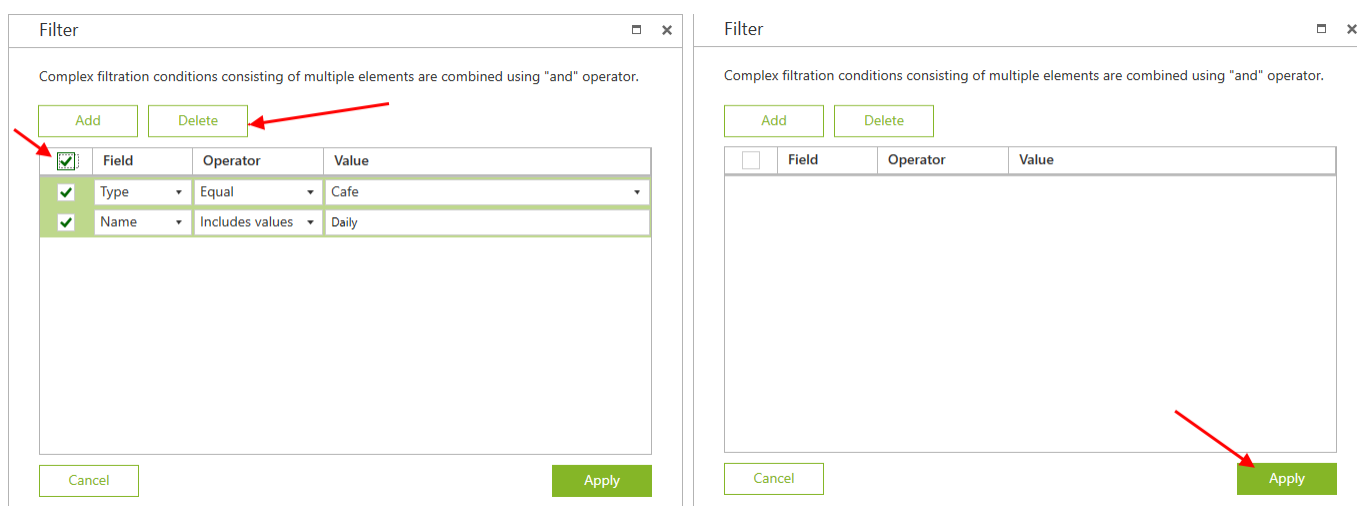 Filter
Complex filtration conditions consisting of multiple elements are combined using "and" operator.
Add Delete
Field Operator Value
Type Equal Cafe
Name Includes values Daily
Cancel Apply
Filter
Complex filtration conditions consisting of multiple elements are combined using "and" operator.
Add Delete
Field Operator Value
Cancel Apply